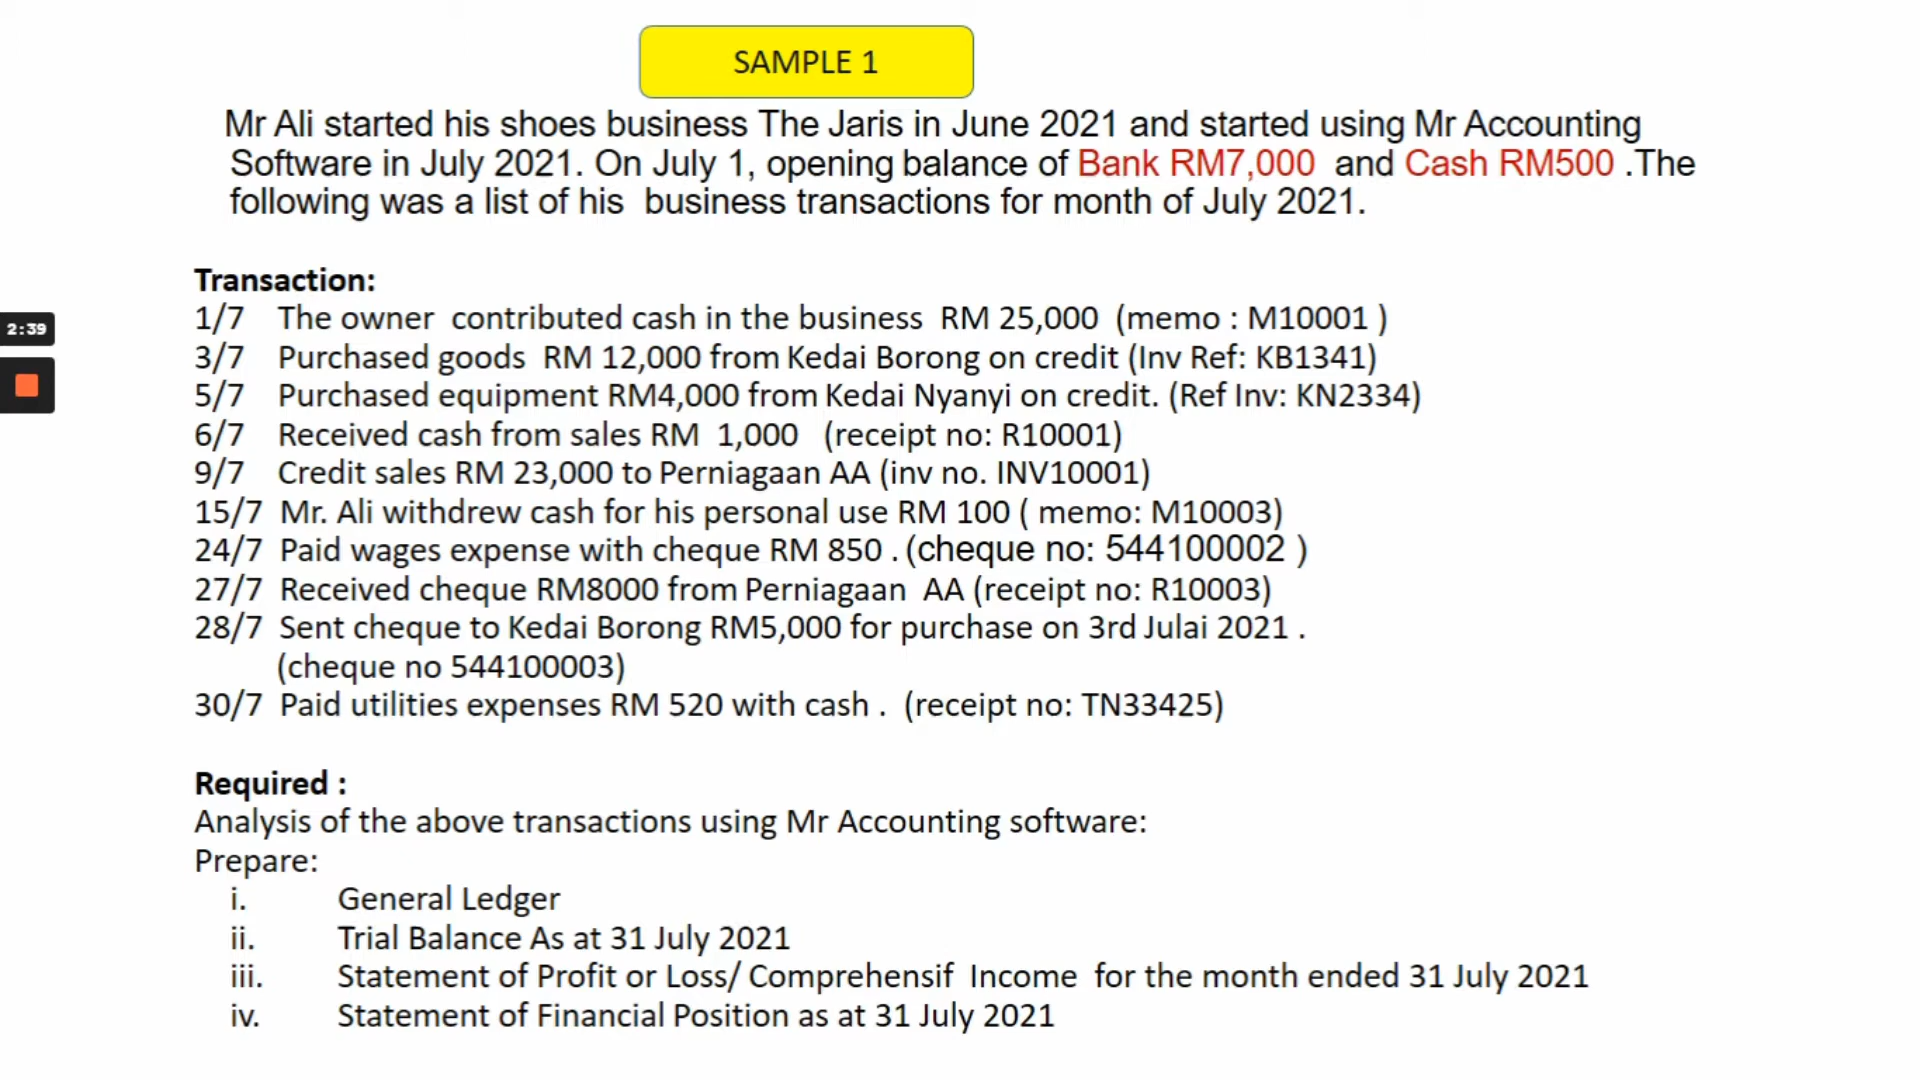 SAMPLE 1
Mr Ali started his shoes business The Jaris in June 2021 and started using Mr Accounting
Software in July 2021. On July 1, opening balance of Bank RM7,000 and Cash RM500 .The
following was a list of his business transactions for month of July 2021.
Transaction:
1/7 The owner contributed cash in the business RM 25,000 (memo : M10001 )
3/7 Purchased goods RM 12,000 from Kedai Borong on credit (Inv Ref: KB1341)
2:39
5/7 Purchased equipment RM4,000 from Kedai Nyanyi on credit. (Ref Inv: KN2334)
6/7 Received cash from sales RM 1,000 (receipt no: R10001)
9/7 Credit sales RM 23,000 to Perniagaan AA (inv no. INV10001)
15/7 Mr. Ali withdrew cash for his personal use RM 100 ( memo: M10003)
24/7 Paid wages expense with cheque RM 850 . (cheque no: 544100002 )
27/7 Received cheque RM8000 from Perniagaan AA (receipt no: R10003)
28/7 Sent cheque to Kedai Borong RM5,000 for purchase on 3rd Julai 2021 .
(cheque no 544100003)
30/7 Paid utilities expenses RM 520 with cash . (receipt no: TN33425)
Required :
Analysis of the above transactions using Mr Accounting software:
Prepare:
i. General Ledger
ii. Trial Balance As at 31 July 2021
iii. Statement of Profit or Loss/ Comprehensif Income for the month ended 31 July 2021
iv. Statement of Financial Position as at 31 July 2021